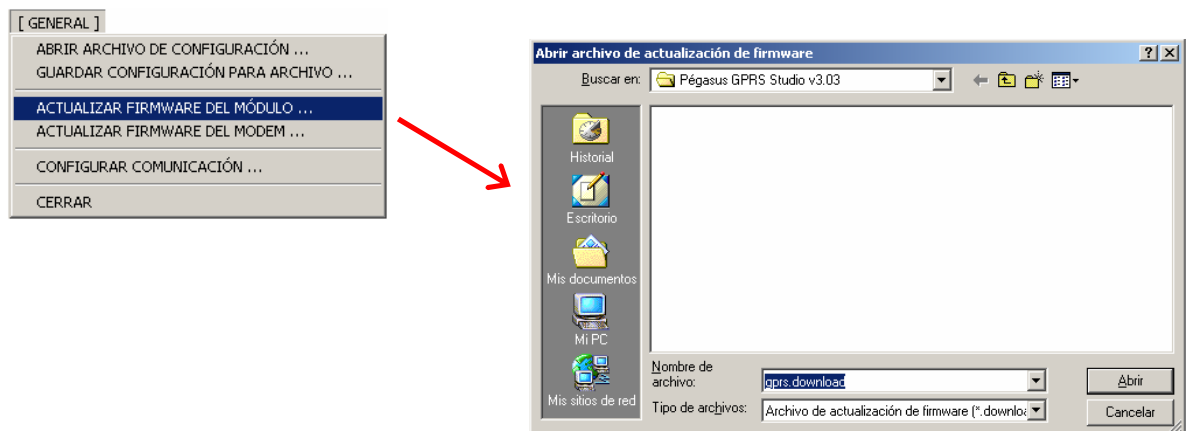 [ GENERAL ]
ABRIR ARCHIVO DE CONFIGURACIÓN ...
GUARDAR CONFIGURACIÓN PARA ARCHIVO ...
ACTUALIZAR FIRMWARE DEL MÓDULO ...
ACTUALIZAR FIRMWARE DEL MODEM ...
CONFIGURAR COMUNICACIÓN ...
CERRAR
Abrir archivo de actualización de firmware
Buscar en:
Pégasus GPRS Studio v3.03
Historial
Escritorio
Mis documentos
Mi PC
Mis sitios de red
Nombre de
archivo:
gprs.download
Abrir
Tipo de archivos:
Archivo de actualización de firmware (*.downloa
Cancelar